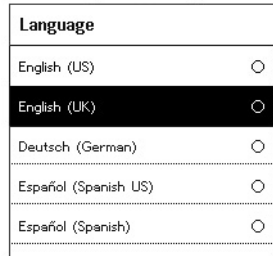 Language
English (US)
English (UK)
Deutsch (German)
Español (Spanish US)
Español (Spanish)